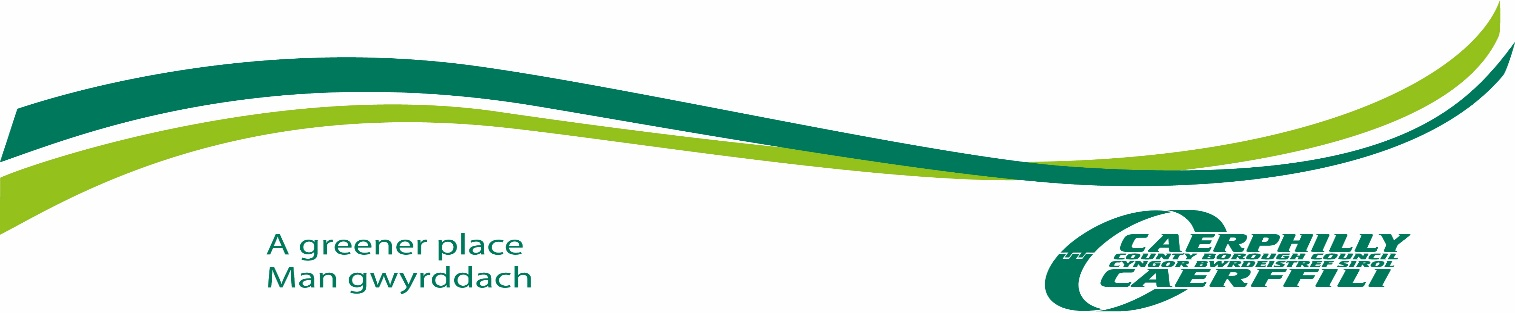 A greener place
Man gwyrddach
CAERPHILLY
COUNTY BOROUGH COUNCIL
CYNGOR BWRDEISTREF SIROL
CAERFFILI